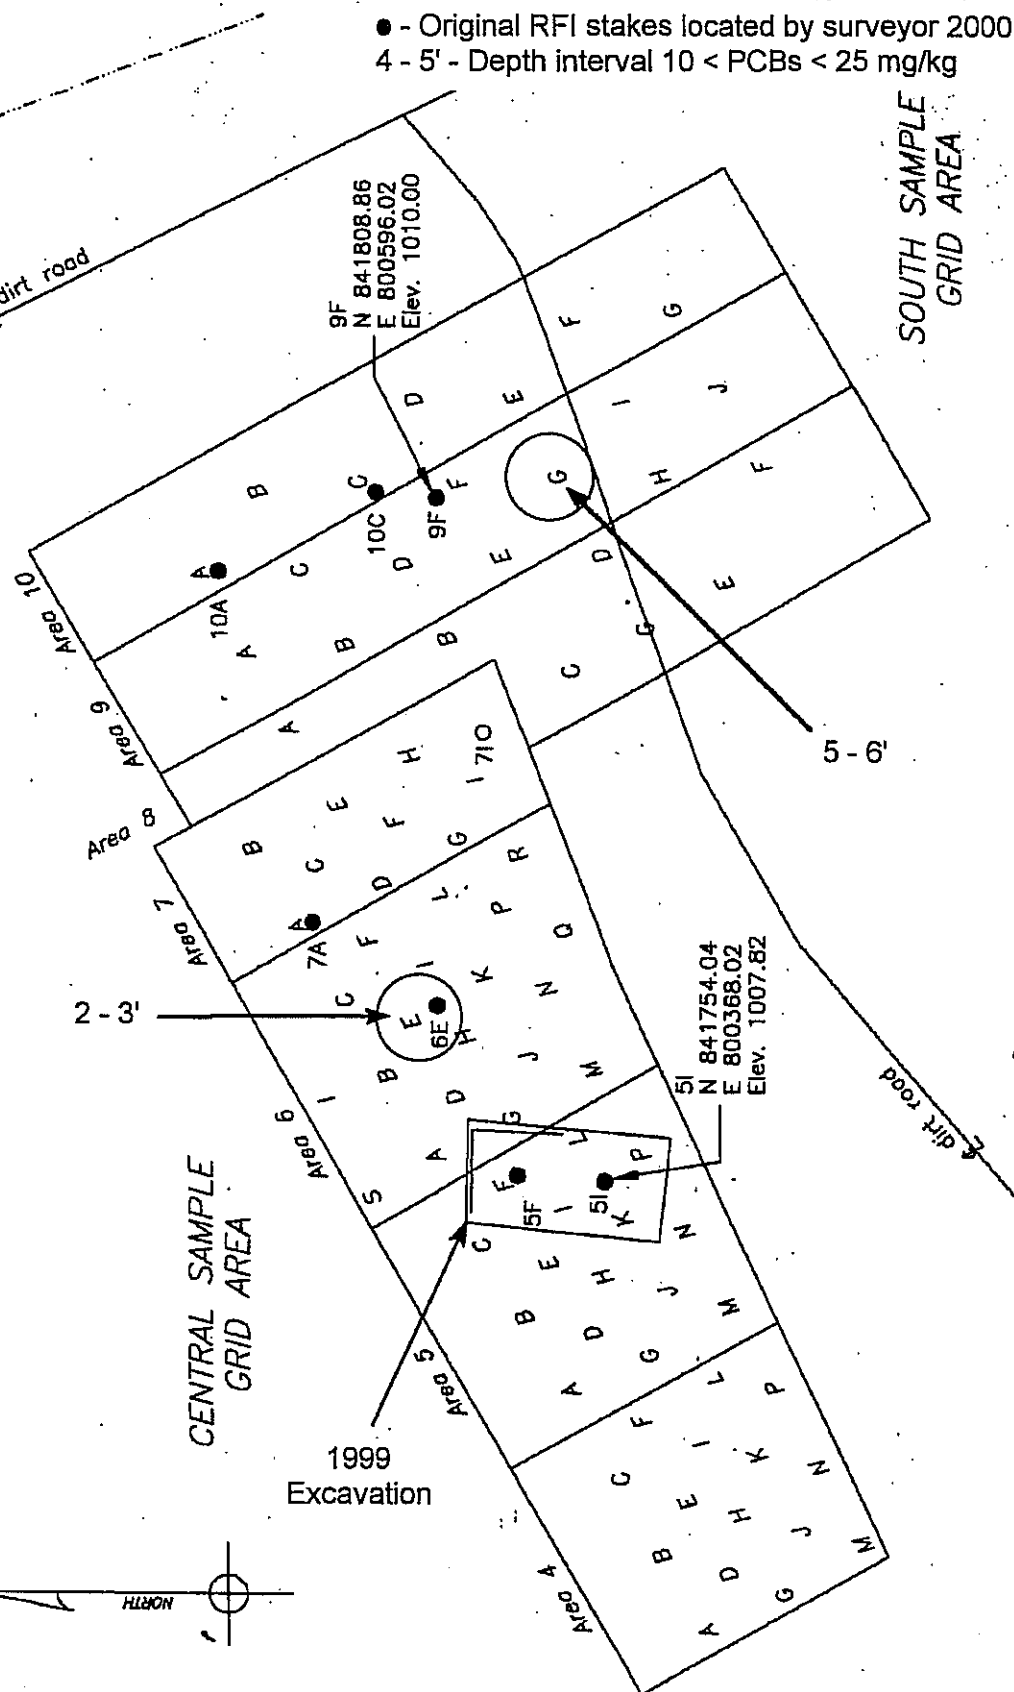 ● - Original RFI stakes located by surveyor 2000
4 - 5' - Depth interval 10 < PCBs < 25 mg/kg
SOUTH SAMPLE
GRID AREA
dirt road
9F
N 841808.86
E 800596.02
Elev. 1010.00
Area 10
B
D
F
C
E
G
A
10A
10C
9F
Area 9
A
C
D
F
G
I
J
B
E
H
Area 8
A
B
D
F
C
G
E
5 - 6'
Area 7
B
E
H
710
C
F
I
A
7A
D
G
2 - 3'
Area 6
I
C
F
L
R
B
E
I
P
6E
K
Q
S
A
D
H
N
G
J
M
5I
N 841754.04
E 800368.02
Elev. 1007.82
℄ dirt road
CENTRAL SAMPLE
GRID AREA
Area 5
F
L
5F
5I
P
C
I
K
B
E
H
N
A
D
J
G
M
1999
Excavation
Area 4
C
F
L
P
B
E
I
K
A
D
H
N
G
J
M
NORTH